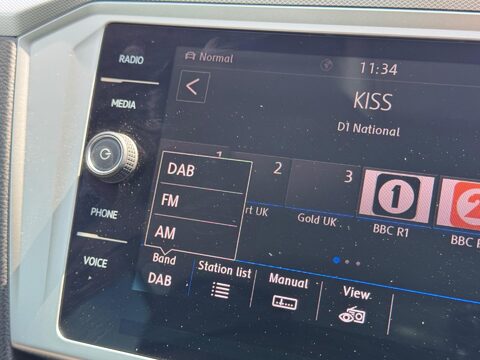 RADIO
Normal
11:34
MEDIA
KISS
D1 National
DAB
FM
AM
2
3
1
2
rt UK
Gold UK
BBC R1
BBC
PHONE
VOICE
Band
DAB
Station list
Manual
View